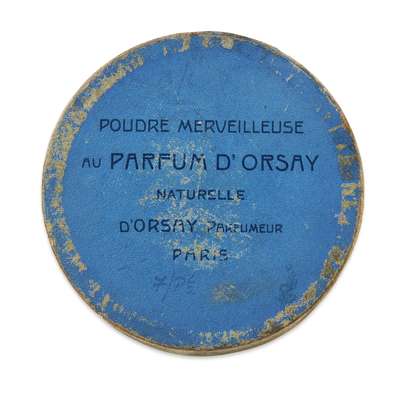 POUDRE MERVEILLEUSE
AU PARFUM D'ORSAY
NATURELLE
D'ORSAY PARFUMEUR
PARIS